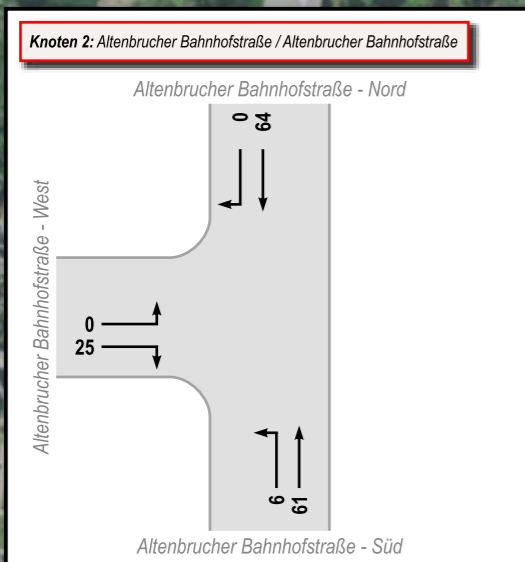 Knoten 2: Altenbrucher Bahnhofstraße / Altenbrucher Bahnhofstraße
Altenbrucher Bahnhofstraße - Nord
0
64
Altenbrucher Bahnhofstraße - West
0
25
6
61
Altenbrucher Bahnhofstraße - Süd